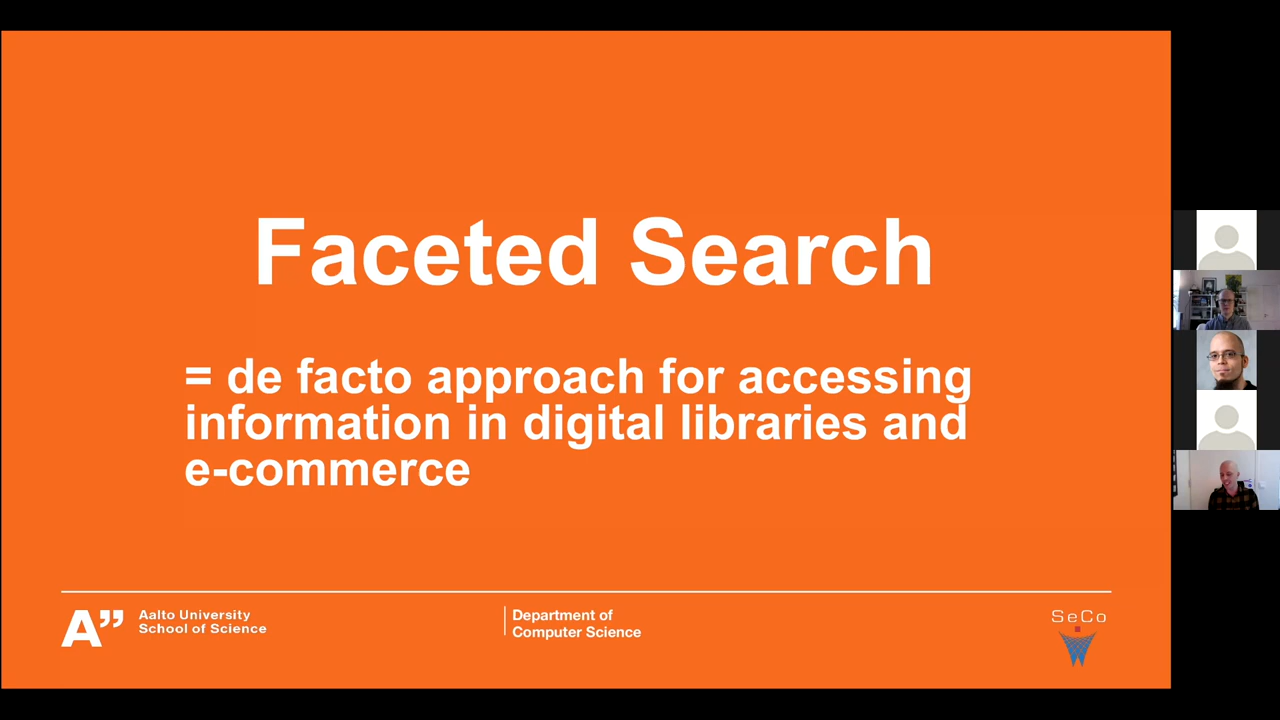 Faceted Search
= de facto approach for accessing
information in digital libraries and
e-commerce
A”
Aalto University
School of Science
Department of
Computer Science
SeCo